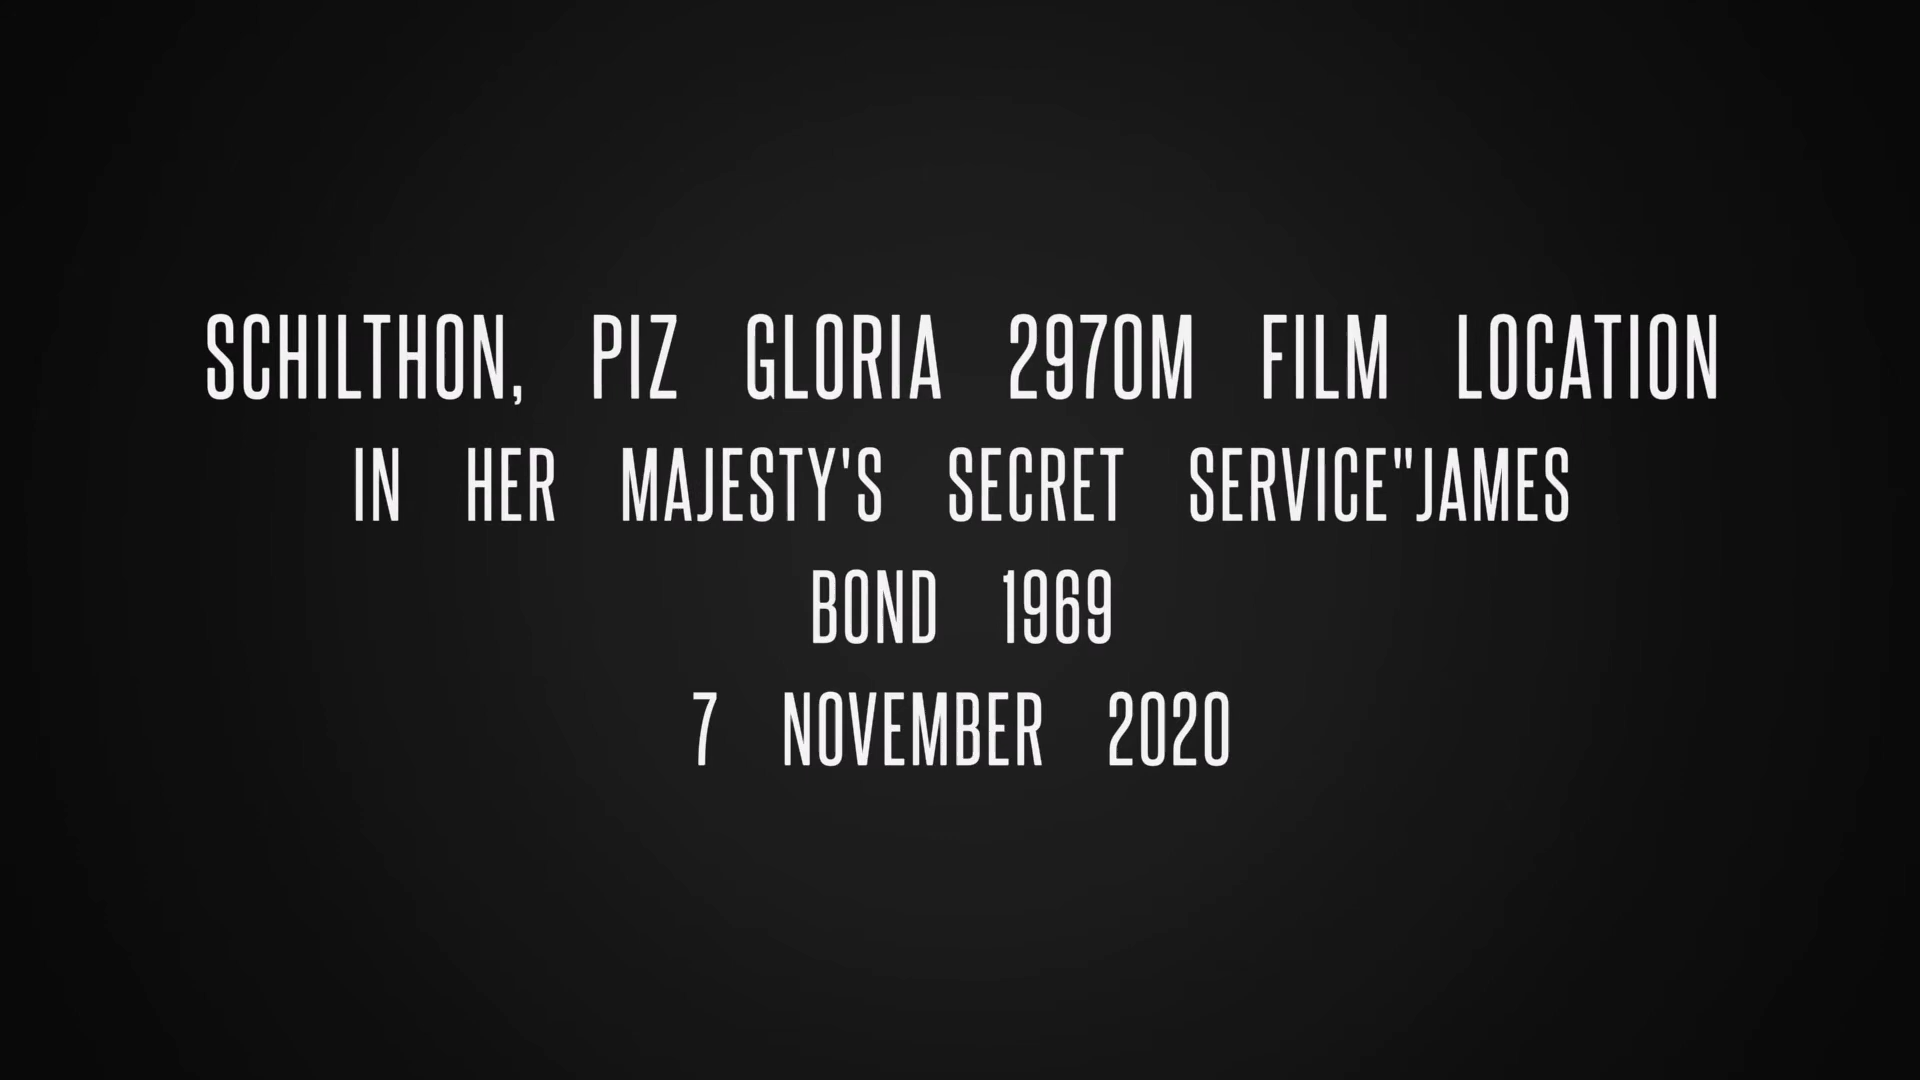 SCHILTHON, PIZ GLORIA 2970M FILM LOCATION
IN HER MAJESTY'S SECRET SERVICE"JAMES
BOND 1969
7 NOVEMBER 2020